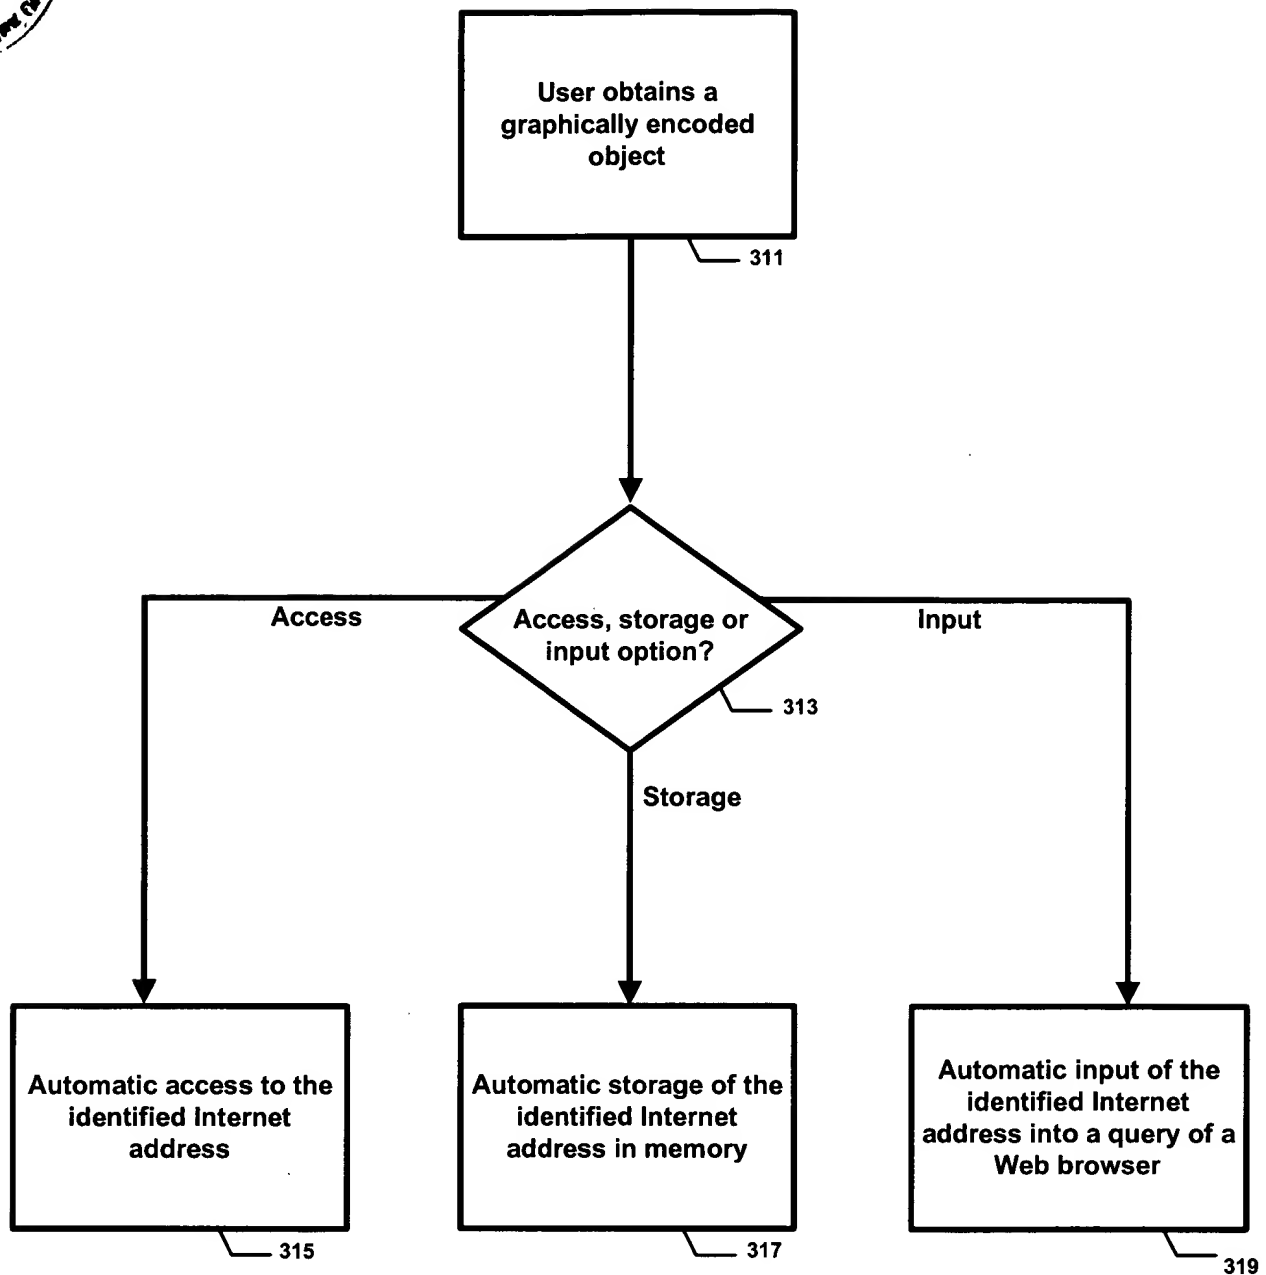 User obtains a
graphically encoded
object
311
Access
Access, storage or
input option?
Input
313
Storage
Automatic access to the
identified Internet
address
315
Automatic storage of the
identified Internet
address in memory
317
Automatic input of the
identified Internet
address into a query of a
Web browser
319